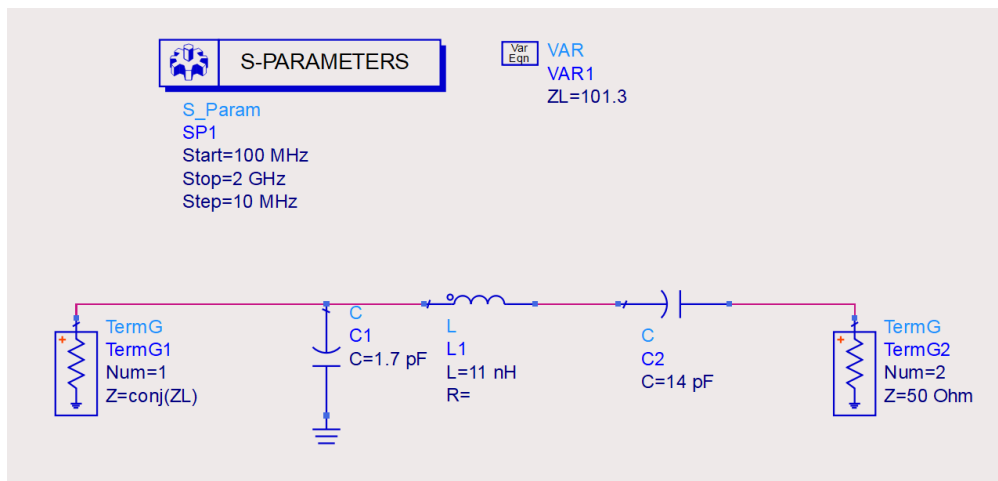 S-PARAMETERS
S_Param
SP1
Start=100 MHz
Stop=2 GHz
Step=10 MHz
Var
Eqn
VAR
VAR1
ZL=101.3
TermG
TermG1
Num=1
Z=conj(ZL)
C
C1
C=1.7 pF
L
L1
L=11 nH
R=
C
C2
C=14 pF
TermG
TermG2
Num=2
Z=50 Ohm